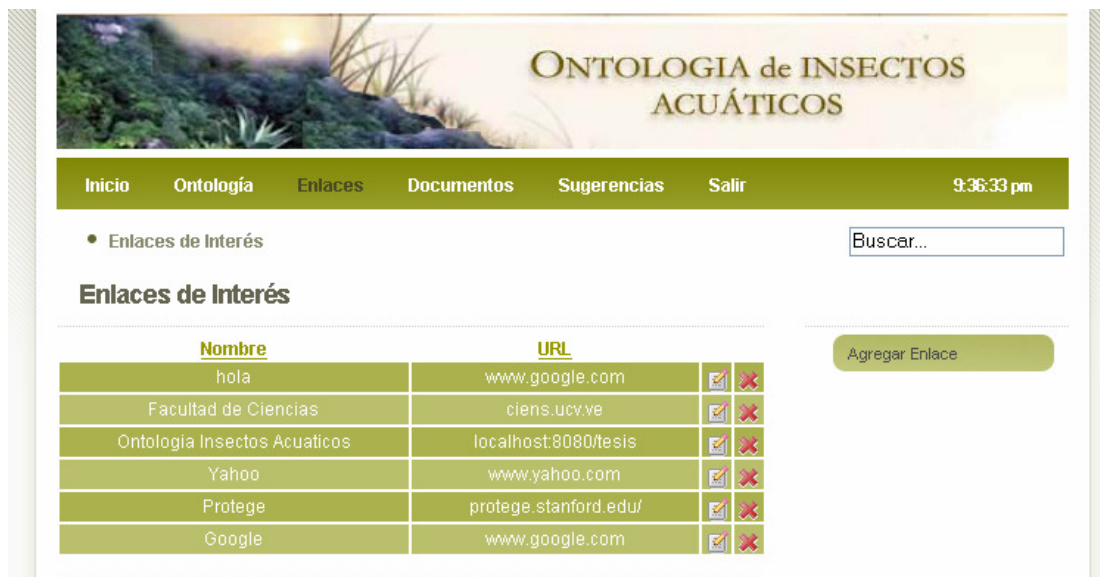 ONTOLOGIA de INSECTOS
ACUÁTICOS
Inicio Ontología Enlaces Documentos Sugerencias Salir 9:36:33 pm
Enlaces de Interés Buscar...
Enlaces de Interés
Nombre URL Agregar Enlace
hola www.google.com
Facultad de Ciencias ciens.ucv.ve
Ontologia Insectos Acuaticos localhost:8080/tesis
Yahoo www.yahoo.com
Protege protege.stanford.edu/
Google www.google.com